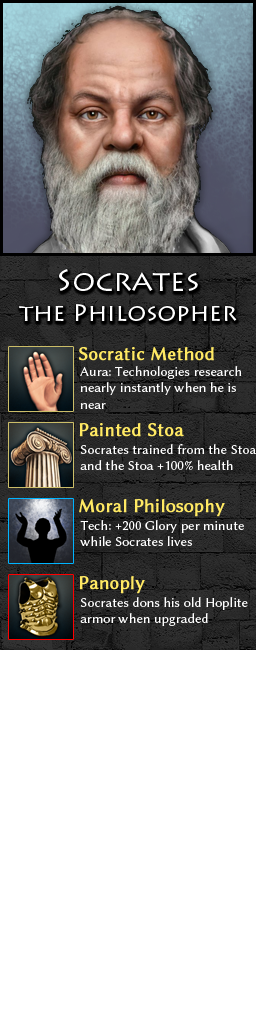 Socrates
the Philosopher
Socratic Method
Aura: Technologies research
nearly instantly when he is
near
Painted Stoa
Socrates trained from the Stoa
and the Stoa +100% health
Moral Philosophy
Tech: +200 Glory per minute
while Socrates lives
Panoply
Socrates dons his old Hoplite
armor when upgraded